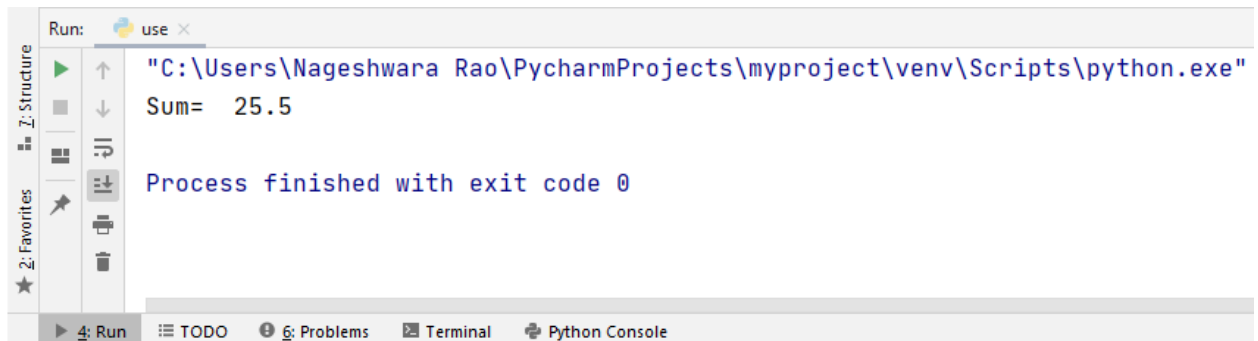 Run: use
"C:\Users\Nageshwara Rao\PycharmProjects\myproject\venv\Scripts\python.exe"
Sum=  25.5
Process finished with exit code 0
7: Structure
2: Favorites
4: Run TODO 6: Problems Terminal Python Console